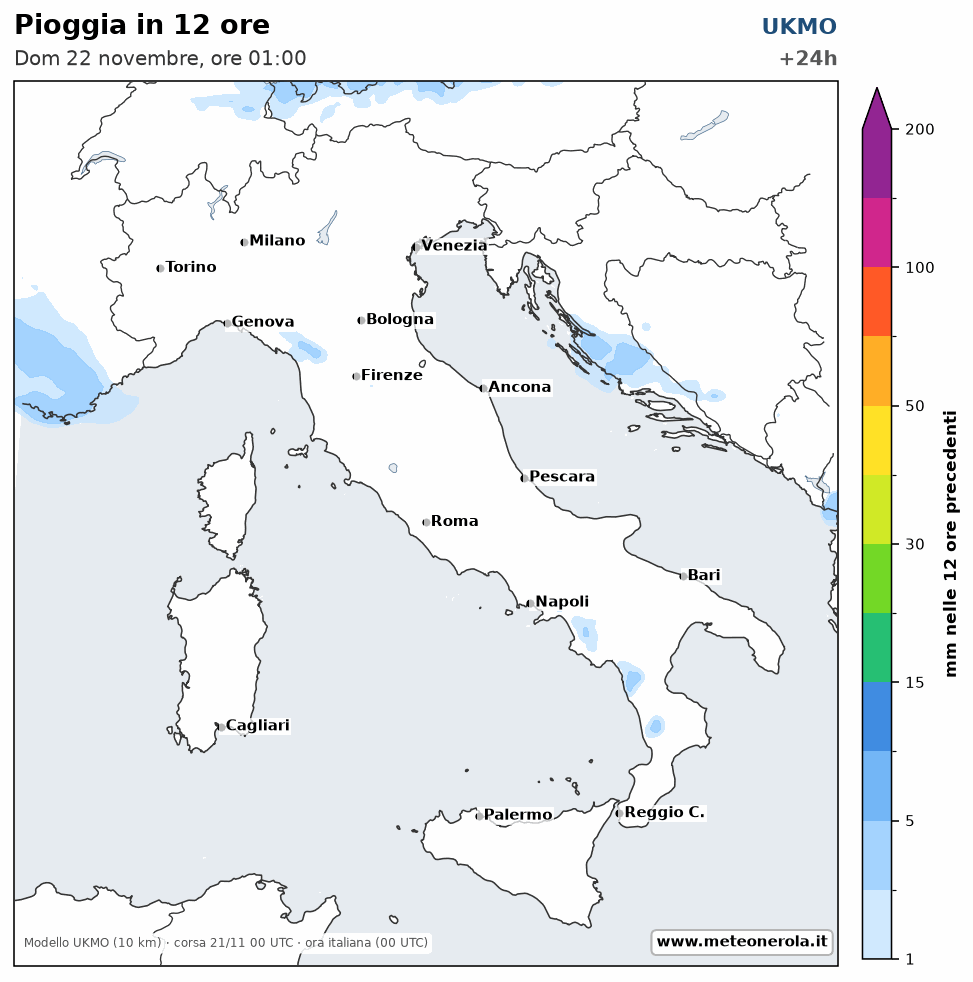 Pioggia in 12 ore
UKMO
Dom 22 novembre, ore 01:00
+24h
Milano
Venezia
Torino
Genova
Bologna
Firenze
Ancona
Pescara
Roma
Bari
Napoli
Cagliari
Palermo
Reggio C.
200
100
50
30
15
5
1
mm nelle 12 ore precedenti
Modello UKMO (10 km) · corsa 21/11 00 UTC · ora italiana (00 UTC)
www.meteonerola.it